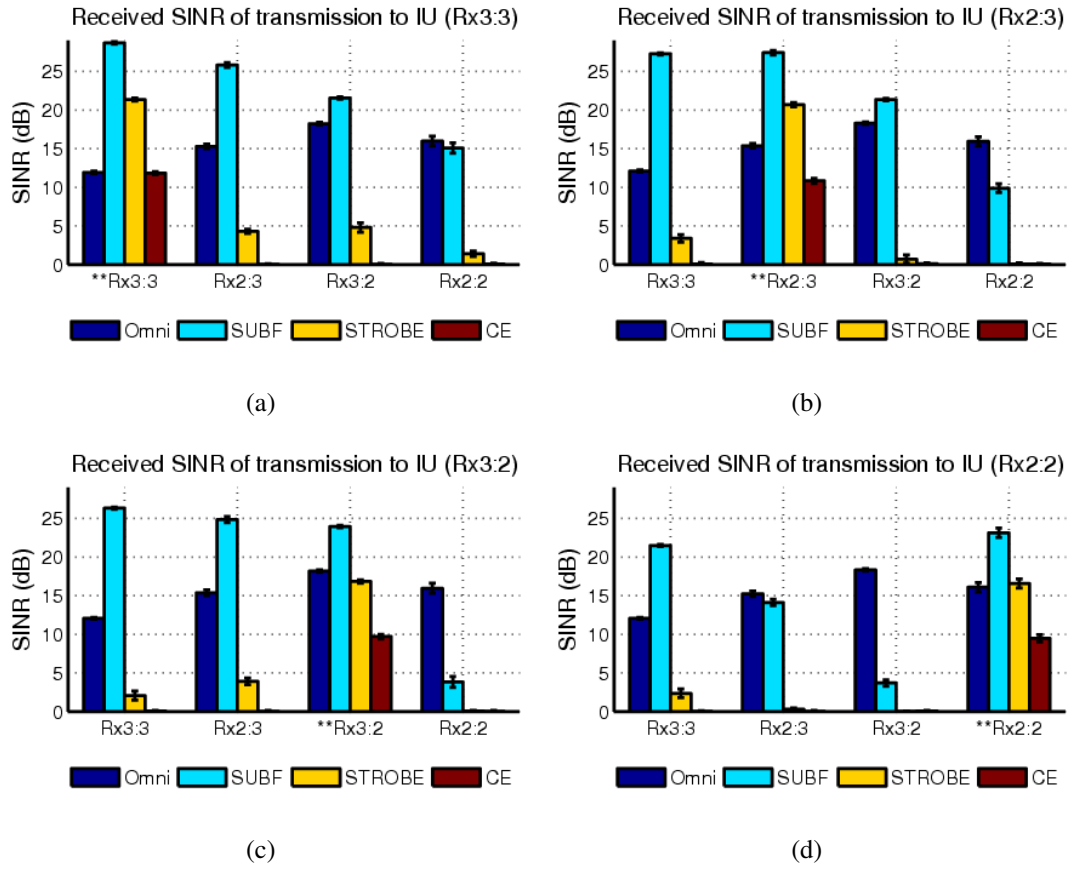 Received SINR of transmission to IU (Rx3:3)
SINR (dB)
25
20
15
10
5
0
**Rx3:3 Rx2:3 Rx3:2 Rx2:2
Omni SUBF STROBE CE
(a)
Received SINR of transmission to IU (Rx2:3)
SINR (dB)
25
20
15
10
5
0
Rx3:3 **Rx2:3 Rx3:2 Rx2:2
Omni SUBF STROBE CE
(b)
Received SINR of transmission to IU (Rx3:2)
SINR (dB)
25
20
15
10
5
0
Rx3:3 Rx2:3 **Rx3:2 Rx2:2
Omni SUBF STROBE CE
(c)
Received SINR of transmission to IU (Rx2:2)
SINR (dB)
25
20
15
10
5
0
Rx3:3 Rx2:3 Rx3:2 **Rx2:2
Omni SUBF STROBE CE
(d)